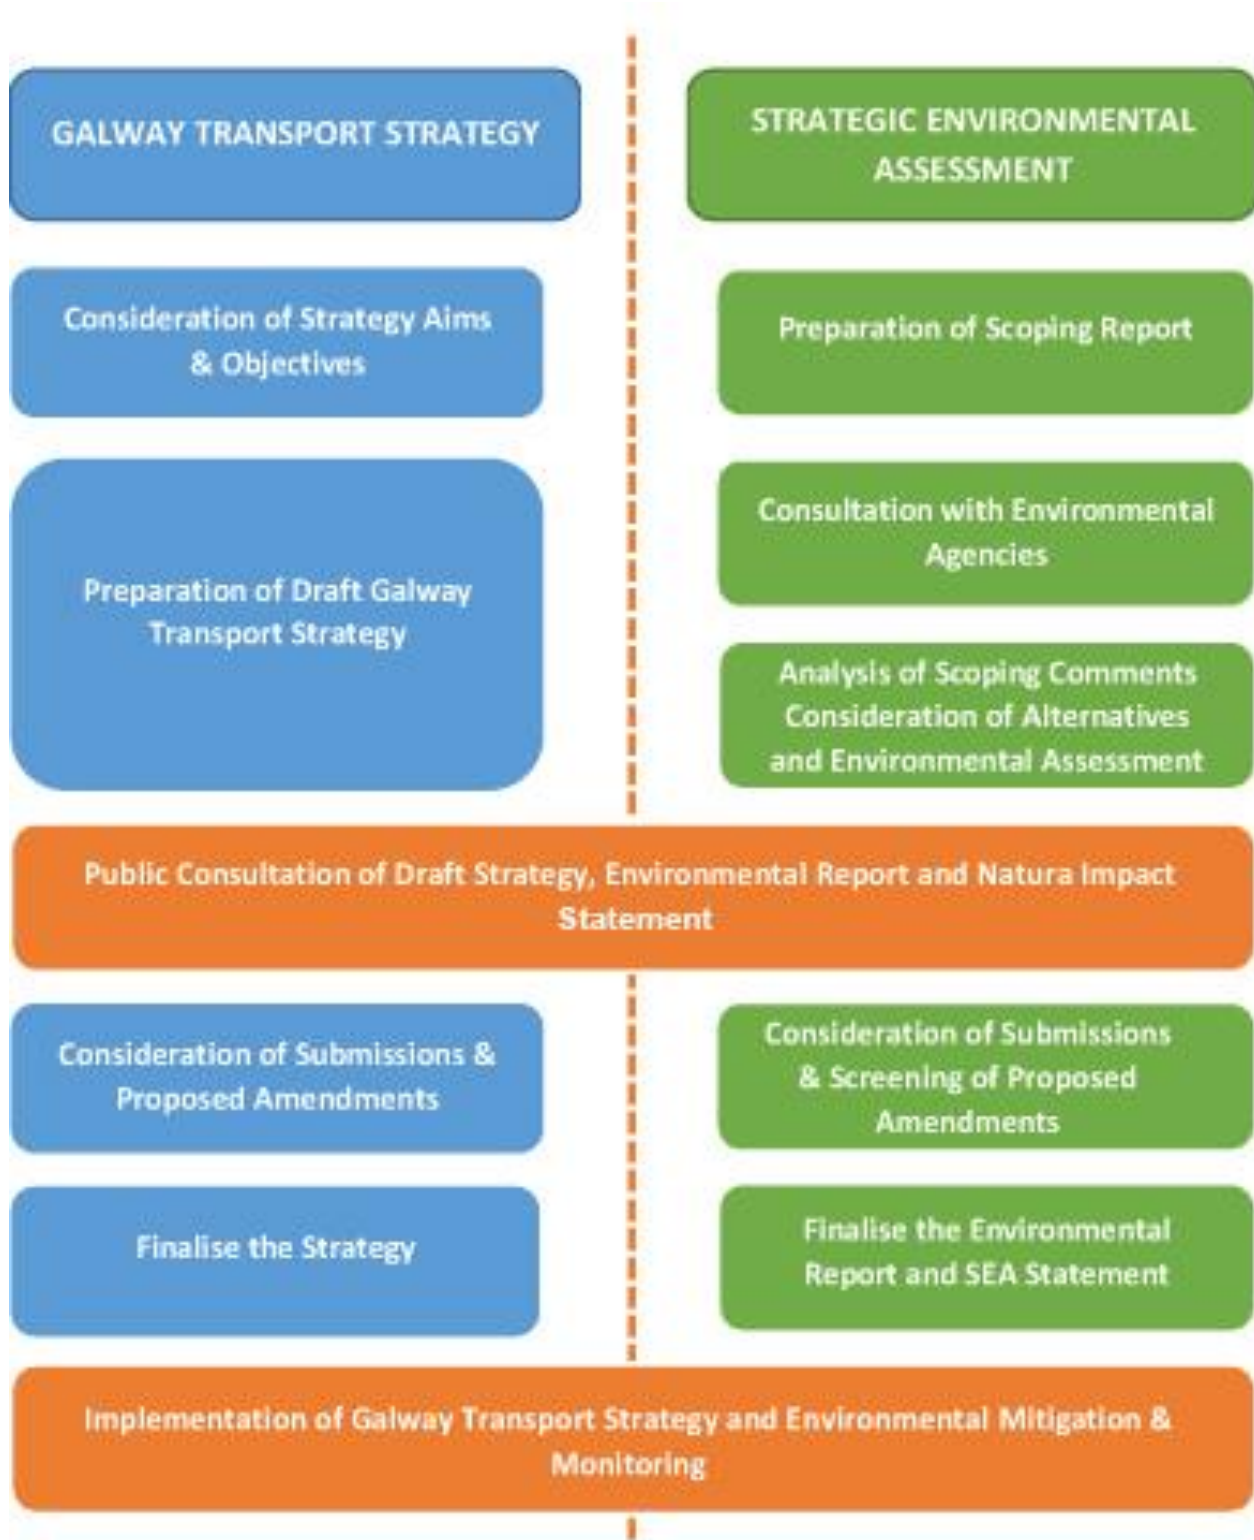 GALWAY TRANSPORT STRATEGY
STRATEGIC ENVIRONMENTAL
ASSESSMENT
Consideration of Strategy Aims
& Objectives
Preparation of Scoping Report
Preparation of Draft Galway
Transport Strategy
Consultation with Environmental
Agencies
Analysis of Scoping Comments
Consideration of Alternatives
and Environmental Assessment
Public Consultation of Draft Strategy, Environmental Report and Natura Impact
Statement
Consideration of Submissions &
Proposed Amendments
Consideration of Submissions
& Screening of Proposed
Amendments
Finalise the Strategy
Finalise the Environmental
Report and SEA Statement
Implementation of Galway Transport Strategy and Environmental Mitigation &
Monitoring